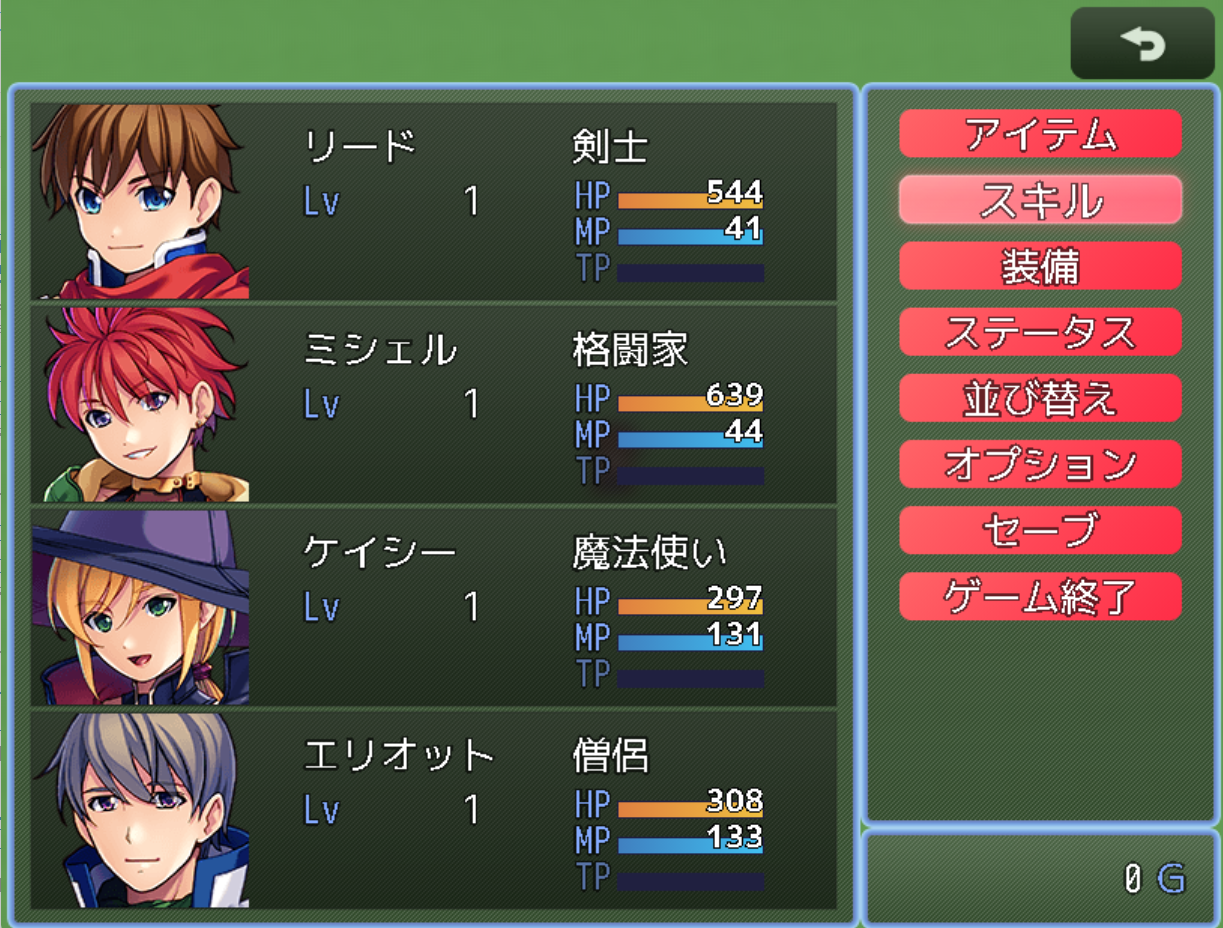 リード 剣士
Lv 1 HP 544
MP 41
TP
ミシェル 格闘家
Lv 1 HP 639
MP 44
TP
ケイシー 魔法使い
Lv 1 HP 297
MP 131
TP
エリオット 僧侶
Lv 1 HP 308
MP 133
TP
アイテム
スキル
装備
ステータス
並び替え
オプション
セーブ
ゲーム終了
0 G